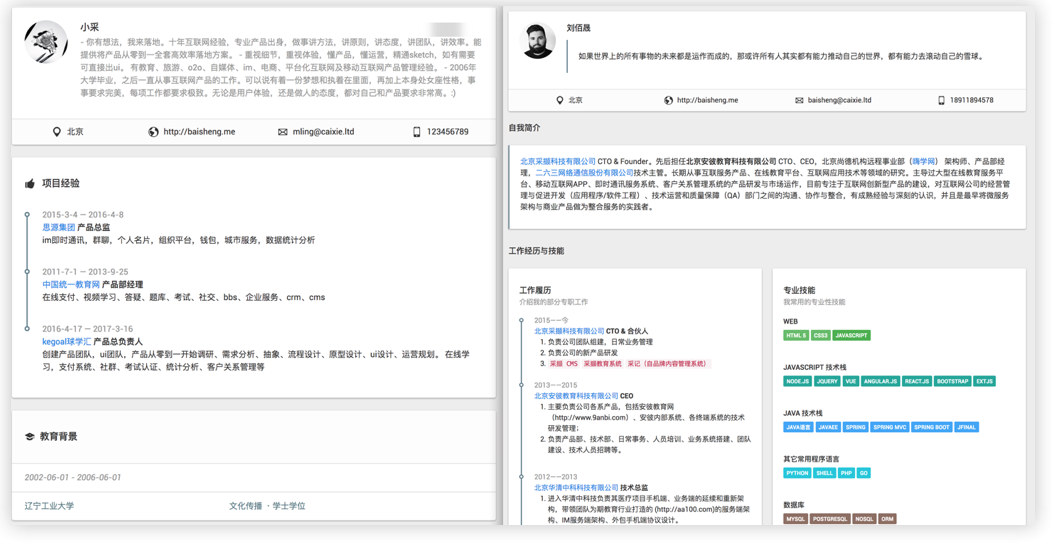 小采
- 你有想法，我来落地。十年互联网经验，专业产品出身，做事讲方法，讲原则，讲态度，讲团队，讲效率。能
提供将产品从零到一全套高效率落地方案。 - 重视细节，重视体验，懂产品，懂运营，精通sketch，如有需要
可直接出ui。有教育、旅游、o2o、自媒体、im、电商、平台化互联网及移动互联网产品管理经验。 - 2006年
大学毕业，之后一直从事互联网产品的工作。可以说有着一份梦想和执着在里面，再加上本身处女座性格，事
事要求完美，每项工作都要求极致。无论是用户体验，还是做人的态度，都对自己和产品要求非常高。:)
北京
http://baisheng.me
mling@caixie.ltd
123456789
项目经验
2015-3-4 — 2016-4-8
思源集团 产品总监
im即时通讯，群聊，个人名片，组织平台，钱包，城市服务，数据统计分析
2011-7-1 — 2013-9-25
中国统一教育网 产品部经理
在线支付、视频学习、答疑、题库、考试、社交、bbs、企业服务、crm、cms
2016-4-17 — 2017-3-16
kegoal球学汇 产品总负责人
创建产品团队，ui团队，产品从零到一开始调研、需求分析、抽象、流程设计、原型设计、ui设计、运营规划。 在线学
习，支付系统、社群、考试认证、统计分析、客户关系管理等
教育背景
2002-06-01 - 2006-06-01
辽宁工业大学
文化传播 · 学士学位
刘佰晟
如果世界上的所有事物的未来都是运作而成的，那或许所有人其实都有能力推动自己的世界，都有能力去滚动自己的雪球。
北京
http://baisheng.me
baisheng@caixie.ltd
18911894578
自我简介
北京采撷科技有限公司 CTO & Founder。先后担任北京安彼教育科技有限公司 CTO、CEO，北京尚德机构远程事业部（嗨学网） 架构师、产品部经
理，二六三网络通信股份有限公司技术主管。长期从事互联服务产品、在线教育平台、互联网应用技术等领域的研究。主导过大型在线教育服务平
台、移动互联网APP、即时通讯服务系统、客户关系管理系统的产品研发与市场运作，目前专注于互联网创新型产品的建设，对互联网公司的经营管
理与促进开发（应用程序/软件工程）、技术运营和质量保障（QA）部门之间的沟通、协作与整合，有成熟经验与深刻的认识，并且是最早将微服务
架构与商业产品做为整合服务的实践者。
工作经历与技能
工作履历
介绍我的部分专职工作
2015——今
北京采撷科技有限公司 CTO & 合伙人
1. 负责公司团队组建，日常业务管理
2. 负责公司的新产品研发
3. 采撷 CMS 采撷教育系统 采记（自品牌内容管理系统）
2013——2015
北京安彼教育科技有限公司 CEO
1. 主要负责公司各系产品，包括安彼教育网
（http://www.9anbi.com）、安彼内部系统、各终端系统的技术
研发管理；
2. 负责产品部、技术部、日常事务、人员培训、业务系统搭建、团队
建设、技术人员招聘等。
2012——2013
北京华清中科科技有限公司 技术总监
1. 进入华清中科技负责其医疗项目手机端、业务端的延续和重新架
构，带领团队为期教育行业打造的 (http://aa100.com)的服务端架
构、IM服务端架构、外包手机端协议设计。
专业技能
我常用的专业性技能
WEB
HTML 5 CSS3 JAVASCRIPT
JAVASCRIPT 技术栈
NODE.JS JQUERY VUE ANGULAR.JS REACT.JS BOOTSTRAP EXTJS
JAVA 技术栈
JAVA语言 JAVAEE SPRING SPRING MVC SPRING BOOT JFINAL
其它常用程序语言
PYTHON SHELL PHP GO
数据库
MYSQL POSTGRESQL NOSQL ORM